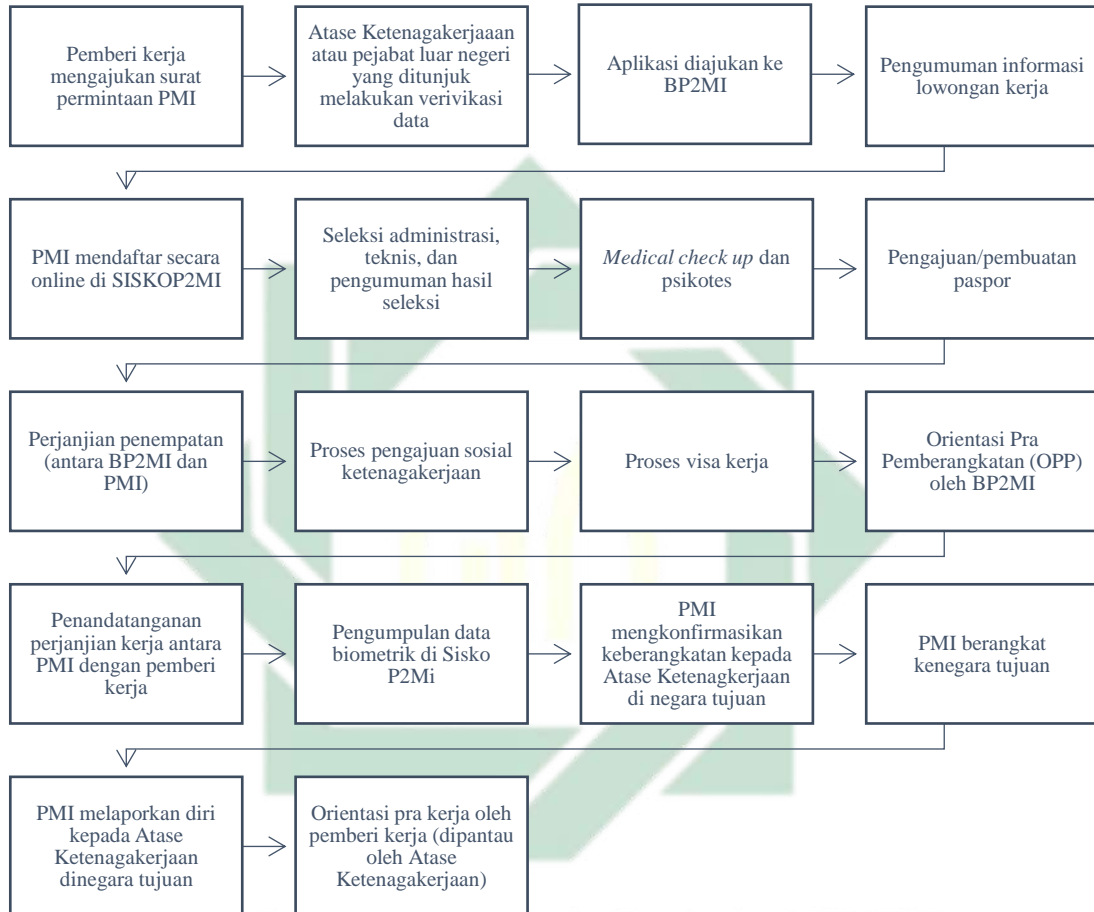 Pemberi kerja
mengajukan surat
permintaan PMI
Atase Ketenagakerjaaan
atau pejabat luar negeri
yang ditunjuk
melakukan verivikasi
data
Aplikasi diajukan ke
BP2MI
Pengumuman informasi
lowongan kerja
PMI mendaftar secara
online di SISKOP2MI
Seleksi administrasi,
teknis, dan
pengumuman hasil
seleksi
Medical check up dan
psikotes
Pengajuan/pembuatan
paspor
Perjanjian penempatan
(antara BP2MI dan
PMI)
Proses pengajuan sosial
ketenagakerjaan
Proses visa kerja
Orientasi Pra
Pemberangkatan (OPP)
oleh BP2MI
Penandatanganan
perjanjian kerja antara
PMI dengan pemberi
kerja
Pengumpulan data
biometrik di Sisko
P2Mi
PMI
mengkonfirmasikan
keberangkatan kepada
Atase Ketenagkerjaan
di negara tujuan
PMI berangkat
kenegara tujuan
PMI melaporkan diri
kepada Atase
Ketenagakerjaan
dinegara tujuan
Orientasi pra kerja oleh
pemberi kerja (dipantau
oleh Atase
Ketenagakerjaan)